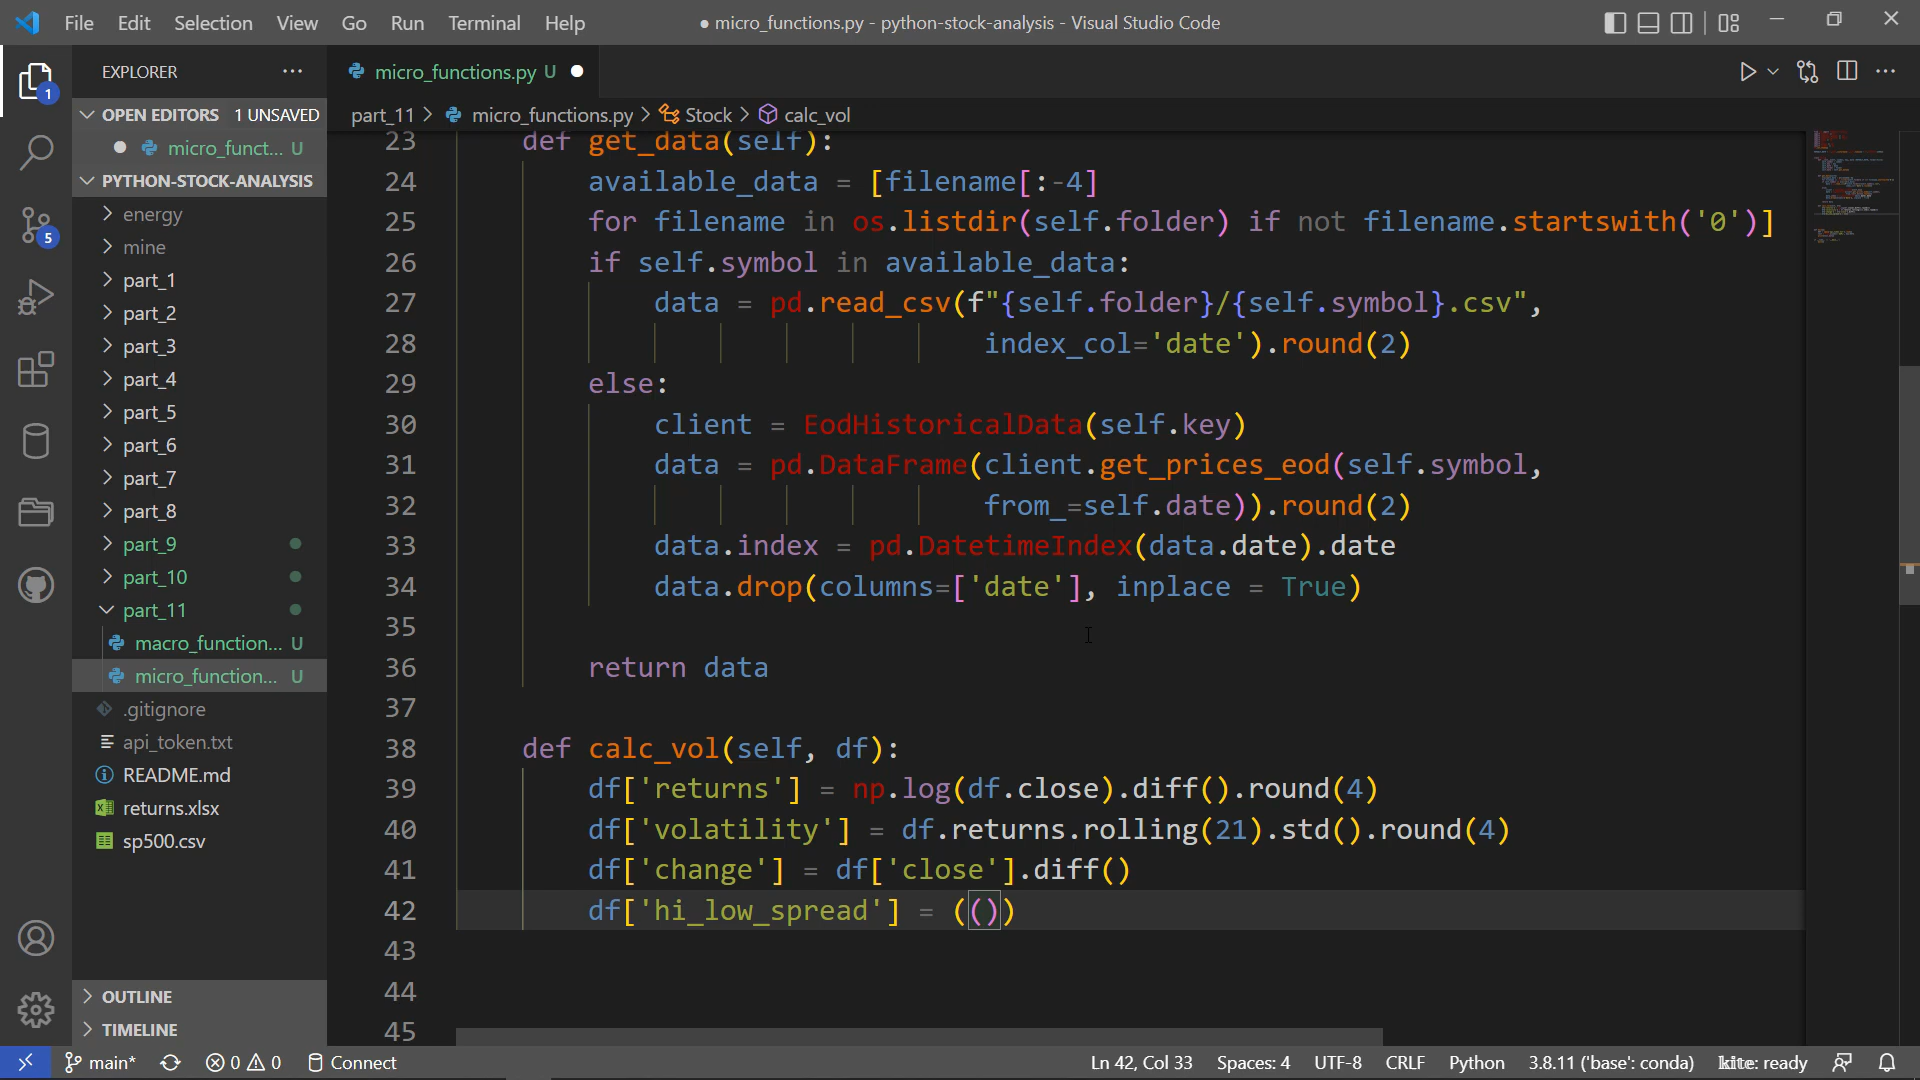 File Edit Selection View Go Run Terminal Help
● micro_functions.py - python-stock-analysis - Visual Studio Code
EXPLORER ...
micro_functions.py U
OPEN EDITORS 1 UNSAVED
part_11 > micro_functions.py > Stock > calc_vol
micro_funct... U
PYTHON-STOCK-ANALYSIS
energy
mine
part_1
part_2
part_3
part_4
part_5
part_6
part_7
part_8
part_9
part_10
part_11
macro_function... U
micro_function... U
.gitignore
api_token.txt
README.md
returns.xlsx
sp500.csv
OUTLINE
TIMELINE
1
5
23 def get_data(self):
24 available_data = [filename[:-4]
25 for filename in os.listdir(self.folder) if not filename.startswith('0')]
26 if self.symbol in available_data:
27 data = pd.read_csv(f"{self.folder}/{self.symbol}.csv",
28 index_col='date').round(2)
29 else:
30 client = EodHistoricalData(self.key)
31 data = pd.DataFrame(client.get_prices_eod(self.symbol,
32 from_=self.date)).round(2)
33 data.index = pd.DatetimeIndex(data.date).date
34 data.drop(columns=['date'], inplace = True)
35
36 return data
37
38 def calc_vol(self, df):
39 df['returns'] = np.log(df.close).diff().round(4)
40 df['volatility'] = df.returns.rolling(21).std().round(4)
41 df['change'] = df['close'].diff()
42 df['hi_low_spread'] = (())
43
44
45
main* 0 0 Connect Ln 42, Col 33 Spaces: 4 UTF-8 CRLF Python 3.8.11 ('base': conda) kite: ready